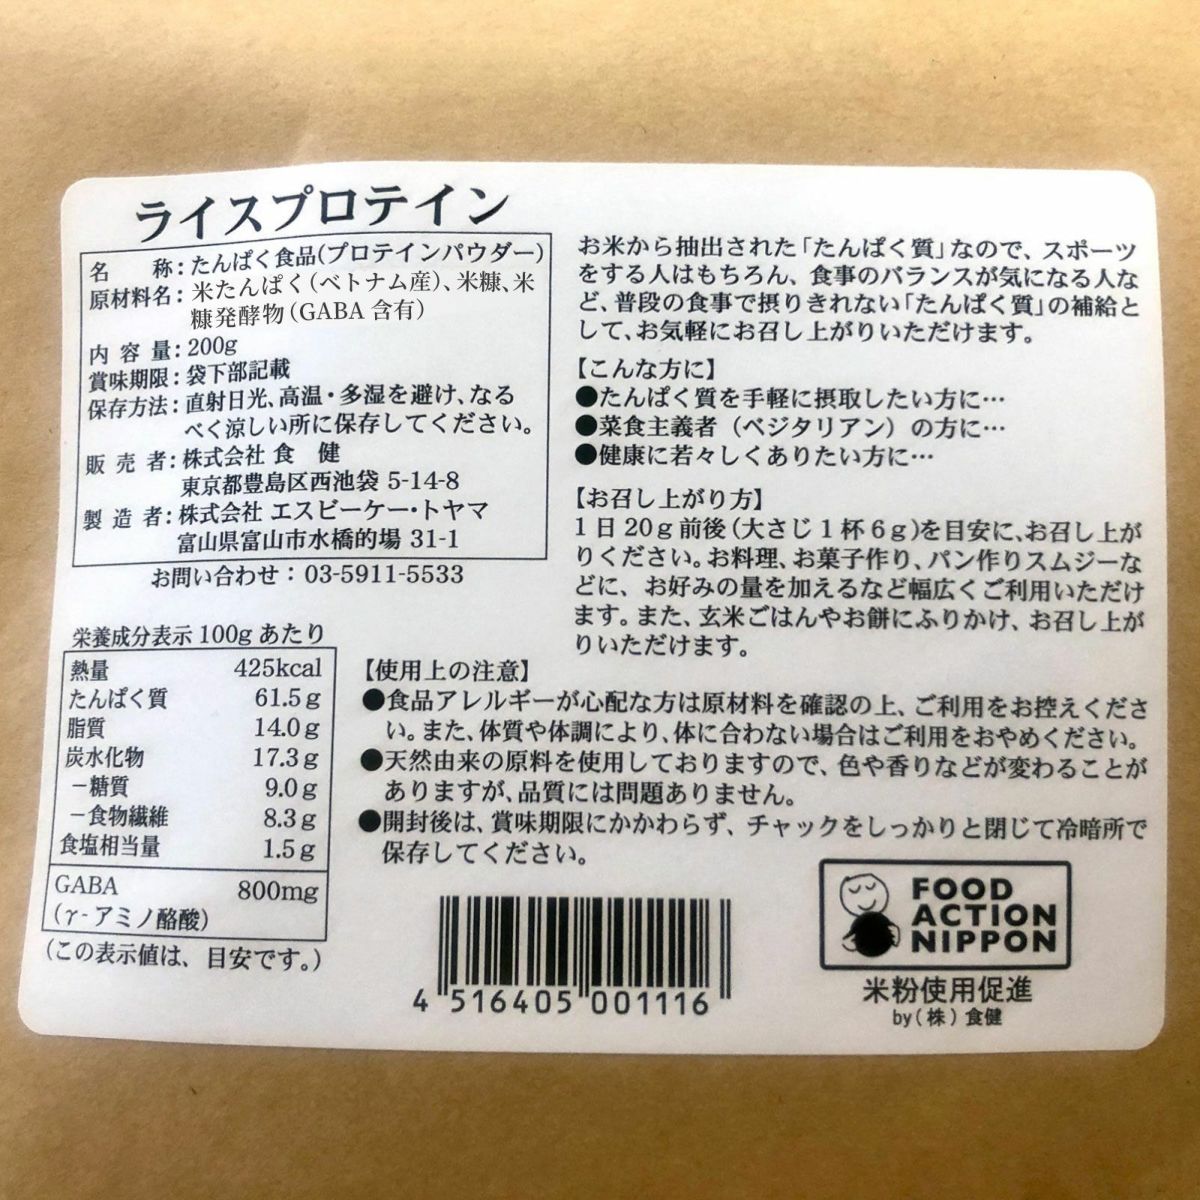 ライスプロテイン
名　　称：たんぱく食品(プロテインパウダー)
原材料名：米たんぱく（ベトナム産）、米糠、米
糠発酵物（GABA 含有）
内 容 量：200g
賞味期限：袋下部記載
保存方法：直射日光、高温・多湿を避け、なる
べく涼しい所に保存してください。
販 売 者：株式会社 食　健
東京都豊島区西池袋 5-14-8
製 造 者：株式会社 エスビーケー・トヤマ
富山県富山市水橋的場 31-1
お問い合わせ：03-5911-5533
お米から抽出された「たんぱく質」なので、スポーツ
をする人はもちろん、食事のバランスが気になる人な
ど、普段の食事で摂りきれない「たんぱく質」の補給と
して、お気軽にお召し上がりいただけます。
【こんな方に】
●たんぱく質を手軽に摂取したい方に…
●菜食主義者（ベジタリアン）の方に…
●健康に若々しくありたい方に…
【お召し上がり方】
1日20g前後（大さじ1杯6g)を目安に、お召し上が
りください。お料理、お菓子作り、パン作りスムジーな
どに、お好みの量を加えるなど幅広くご利用いただけ
ます。また、玄米ごはんやお餅にふりかけ、お召し上が
りいただけます。
栄養成分表示 100g あたり
熱量 425kcal
たんぱく質 61.5g
脂質 14.0g
炭水化物 17.3g
－糖質 9.0g
－食物繊維 8.3g
食塩相当量 1.5g
GABA 800mg
(γ-アミノ酪酸)
(この表示値は、目安です。)
【使用上の注意】
●食品アレルギーが心配な方は原材料を確認の上、ご利用をお控えくださ
い。また、体質や体調により、体に合わない場合はご利用をおやめください。
●天然由来の原料を使用しておりますので、色や香りなどが変わることが
ありますが、品質には問題ありません。
●開封後は、賞味期限にかかわらず、チャックをしっかりと閉じて冷暗所で
保存してください。
4 516405 001116
FOOD
ACTION
NIPPON
米粉使用促進
by(株）食健